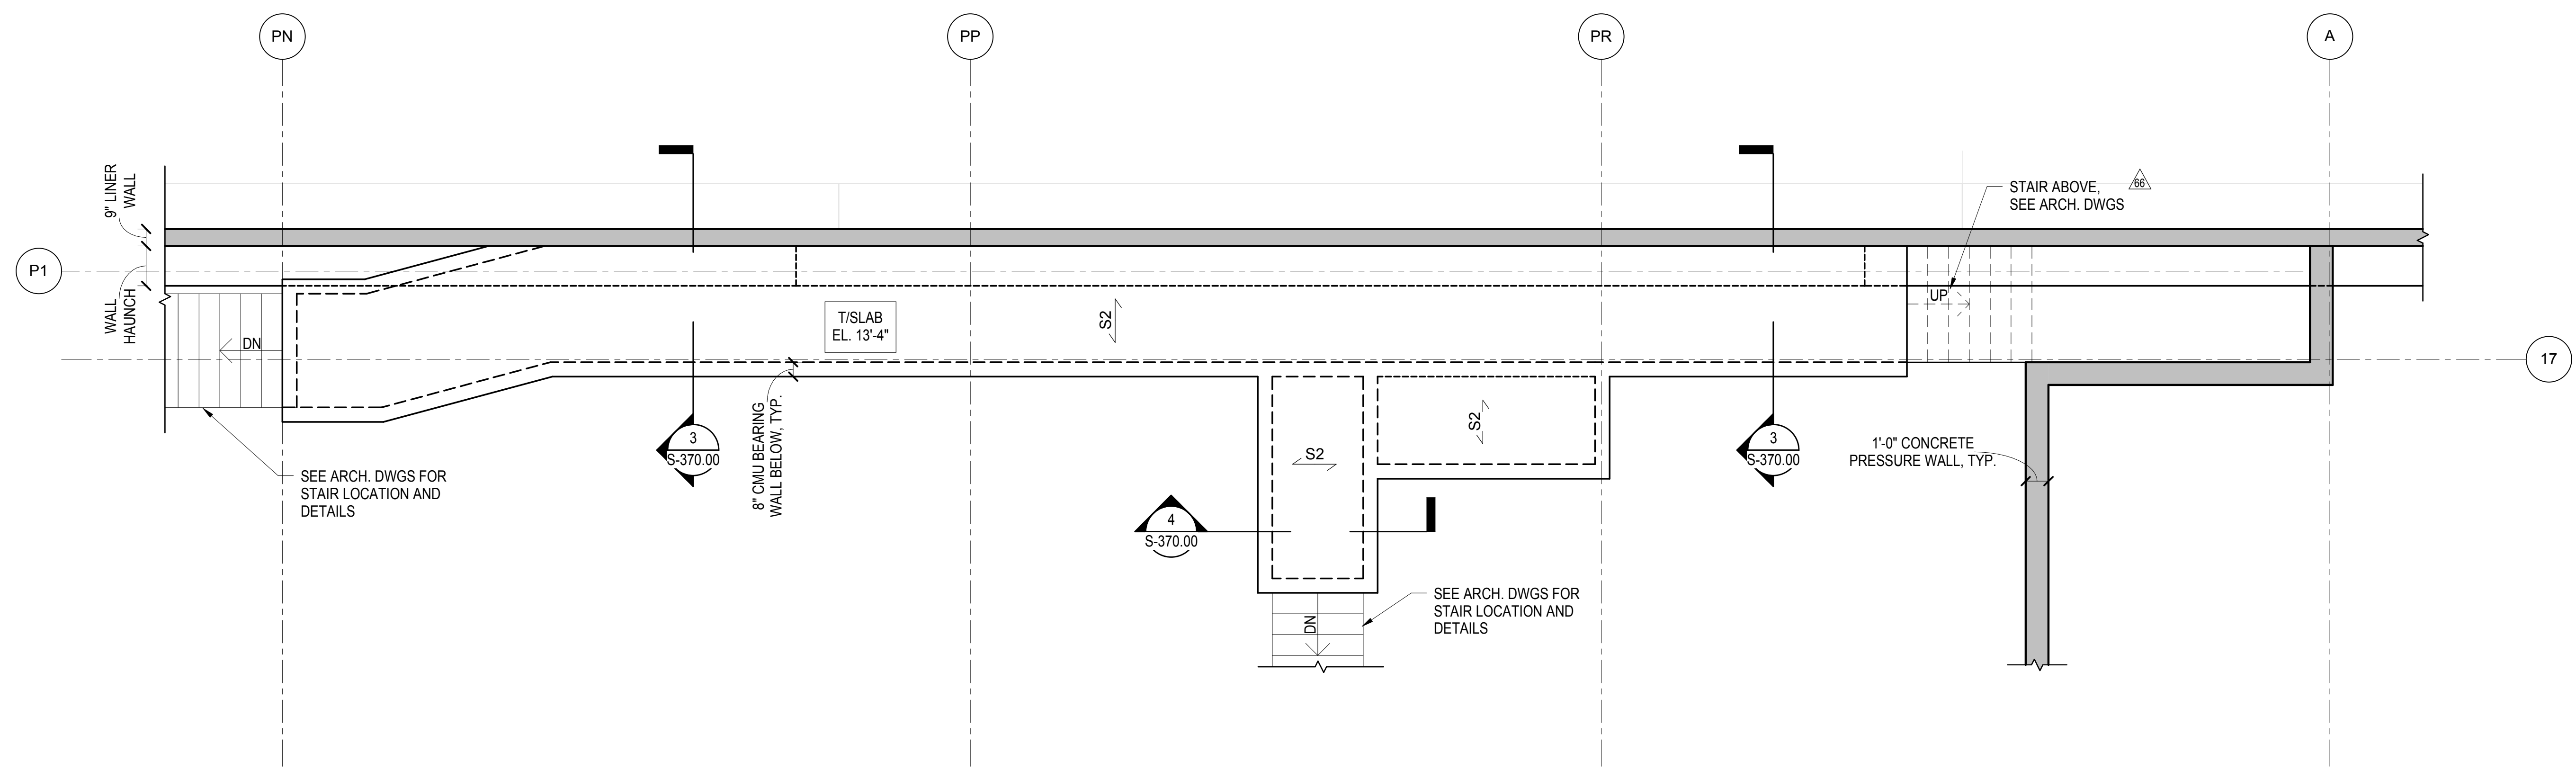 PN
PP
PR
A
9" LINER
WALL
STAIR ABOVE,
SEE ARCH. DWGS
66
P1
WALL
HAUNCH
UP
T/SLAB
EL. 13'-4"
S2
DN
17
8" CMU BEARING
WALL BELOW, TYP.
S2
3
S-370.00
3
S-370.00
1'-0" CONCRETE
PRESSURE WALL, TYP.
S2
SEE ARCH. DWGS FOR
STAIR LOCATION AND
DETAILS
4
S-370.00
SEE ARCH. DWGS FOR
STAIR LOCATION AND
DETAILS
DN